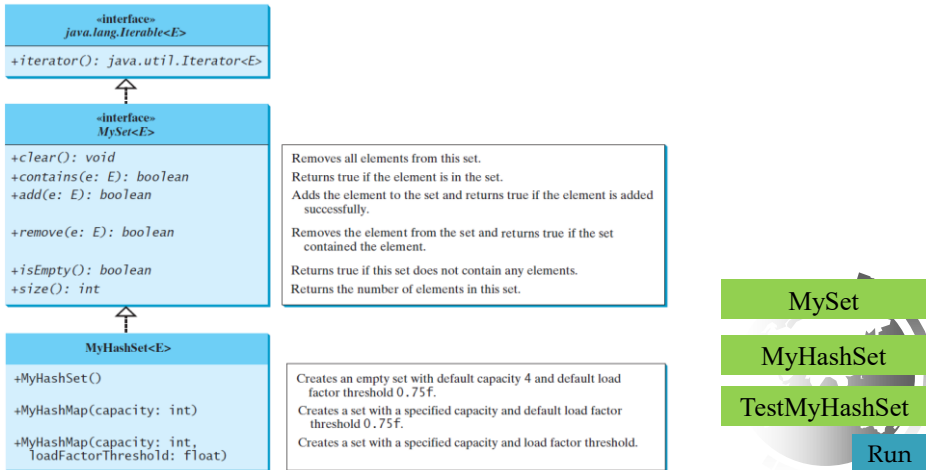 «interface»
java.lang.Iterable<E>
+iterator(): java.util.Iterator<E>
«interface»
MySet<E>
+clear(): void
+contains(e: E): boolean
+add(e: E): boolean
+remove(e: E): boolean
+isEmpty(): boolean
+size(): int
Removes all elements from this set.
Returns true if the element is in the set.
Adds the element to the set and returns true if the element is added
successfully.
Removes the element from the set and returns true if the set
contained the element.
Returns true if this set does not contain any elements.
Returns the number of elements in this set.
MyHashSet<E>
+MyHashSet()
+MyHashMap(capacity: int)
+MyHashMap(capacity: int,
loadFactorThreshold: float)
Creates an empty set with default capacity 4 and default load
factor threshold 0.75f.
Creates a set with a specified capacity and default load factor
threshold 0.75f.
Creates a set with a specified capacity and load factor threshold.
MySet
MyHashSet
TestMyHashSet
Run